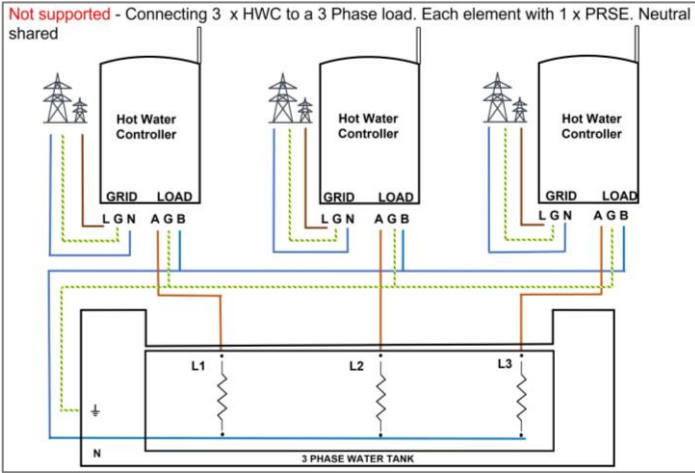 Not supported - Connecting 3 x HWC to a 3 Phase load. Each element with 1 x PRSE. Neutral
shared
Hot Water
Controller
GRID LOAD
L G N A G B
Hot Water
Controller
GRID LOAD
L G N A G B
Hot Water
Controller
GRID LOAD
L G N A G B
L1 L2 L3
N
3 PHASE WATER TANK